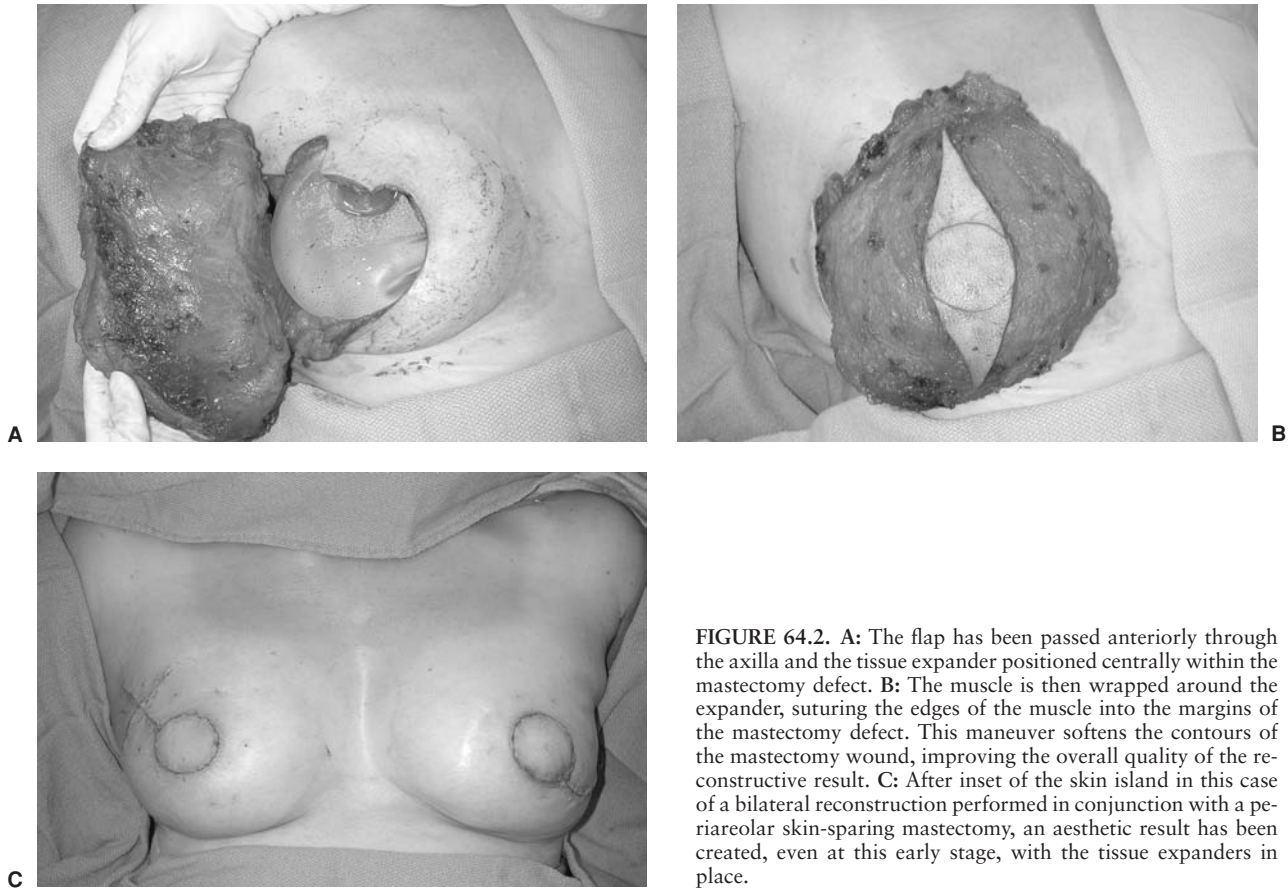 A
B
C
FIGURE 64.2. A: The flap has been passed anteriorly through
the axilla and the tissue expander positioned centrally within the
mastectomy defect. B: The muscle is then wrapped around the
expander, suturing the edges of the muscle into the margins of
the mastectomy defect. This maneuver softens the contours of
the mastectomy wound, improving the overall quality of the re-
constructive result. C: After inset of the skin island in this case
of a bilateral reconstruction performed in conjunction with a pe-
riareolar skin-sparing mastectomy, an aesthetic result has been
created, even at this early stage, with the tissue expanders in
place.